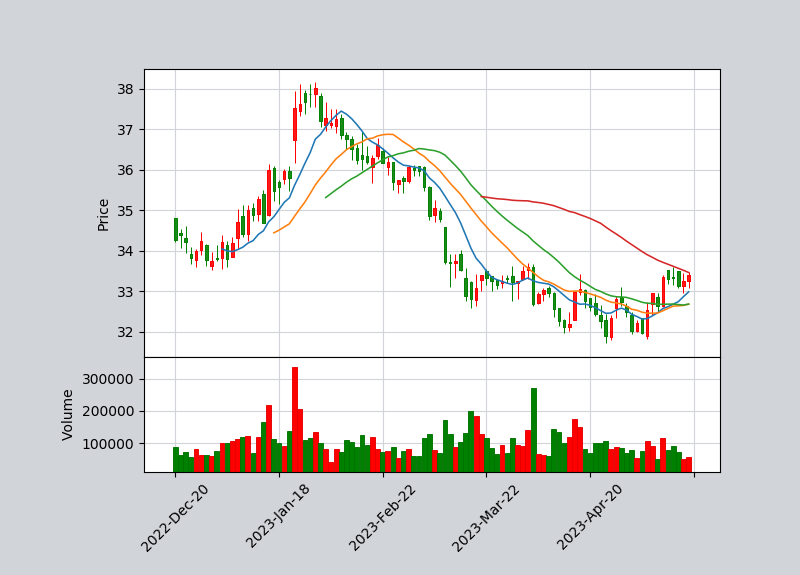 Price
38
37
36
35
34
33
32
Volume
300000
200000
100000
2022-Dec-20
2023-Jan-18
2023-Feb-22
2023-Mar-22
2023-Apr-20